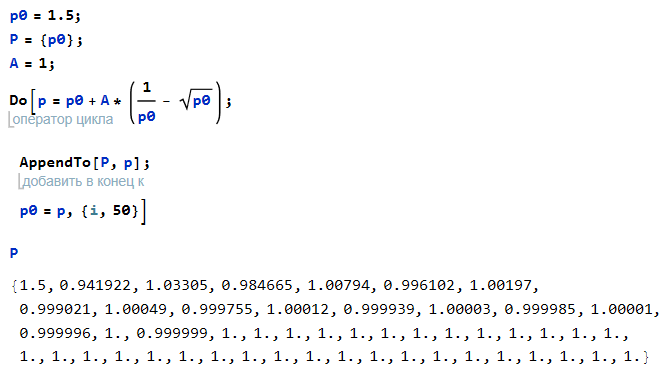 p0 = 1.5;
P = {p0};
A = 1;
Do[p = p0 + A * (1/p0 - √p0);
оператор цикла
AppendTo[P, p];
добавить в конец к
p0 = p, {i, 50}]
P
{1.5, 0.941922, 1.03305, 0.984665, 1.00794, 0.996102, 1.00197,
0.999021, 1.00049, 0.999755, 1.00012, 0.999939, 1.00003, 0.999985, 1.00001,
0.999996, 1., 0.999999, 1., 1., 1., 1., 1., 1., 1., 1., 1., 1., 1., 1., 1.,
1., 1., 1., 1., 1., 1., 1., 1., 1., 1., 1., 1., 1., 1., 1., 1., 1., 1., 1., 1.}